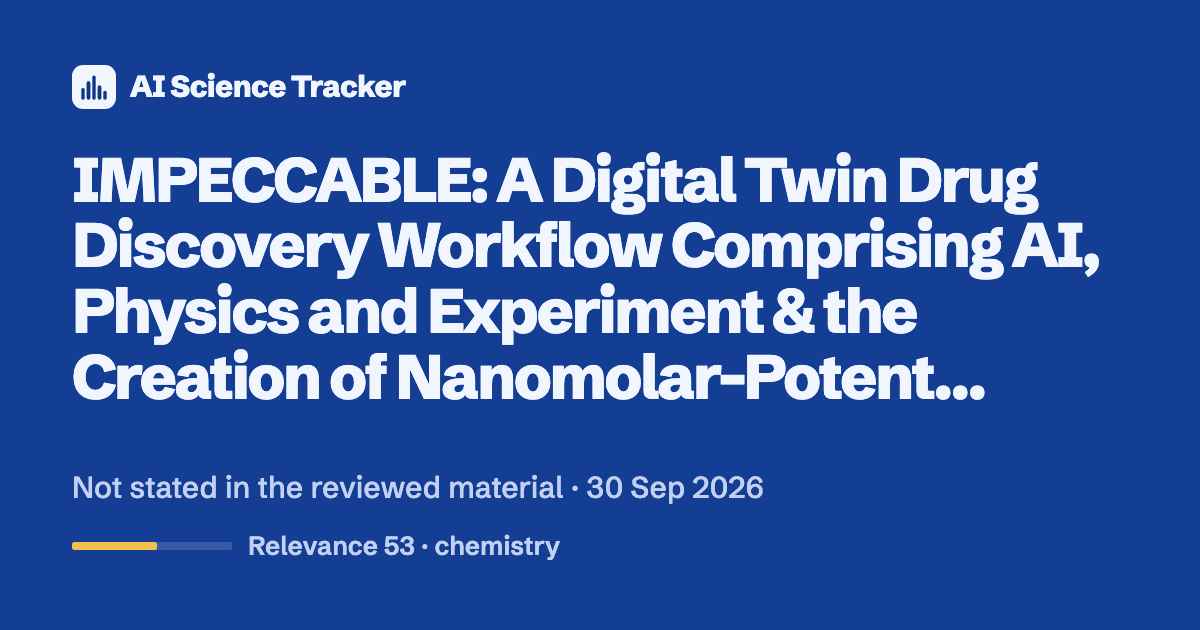 AI Science Tracker
IMPECCABLE: A Digital Twin Drug
Discovery Workflow Comprising AI,
Physics and Experiment & the
Creation of Nanomolar-Potent...
Not stated in the reviewed material · 30 Sep 2026
Relevance 53 · chemistry